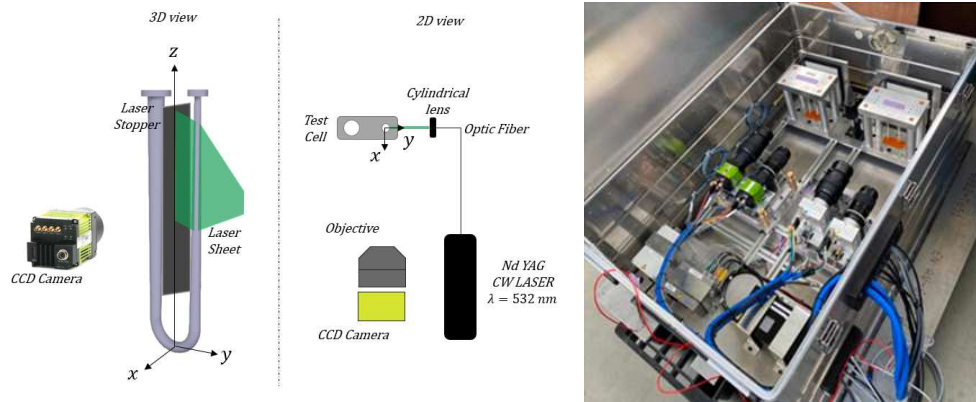 3D view
z
Laser
Stopper
Laser
Sheet
CCD Camera
x
y
2D view
Cylindrical
lens
Test
Cell
Optic Fiber
x
y
Objective
CCD Camera
Nd YAG
CW LASER
λ = 532 nm